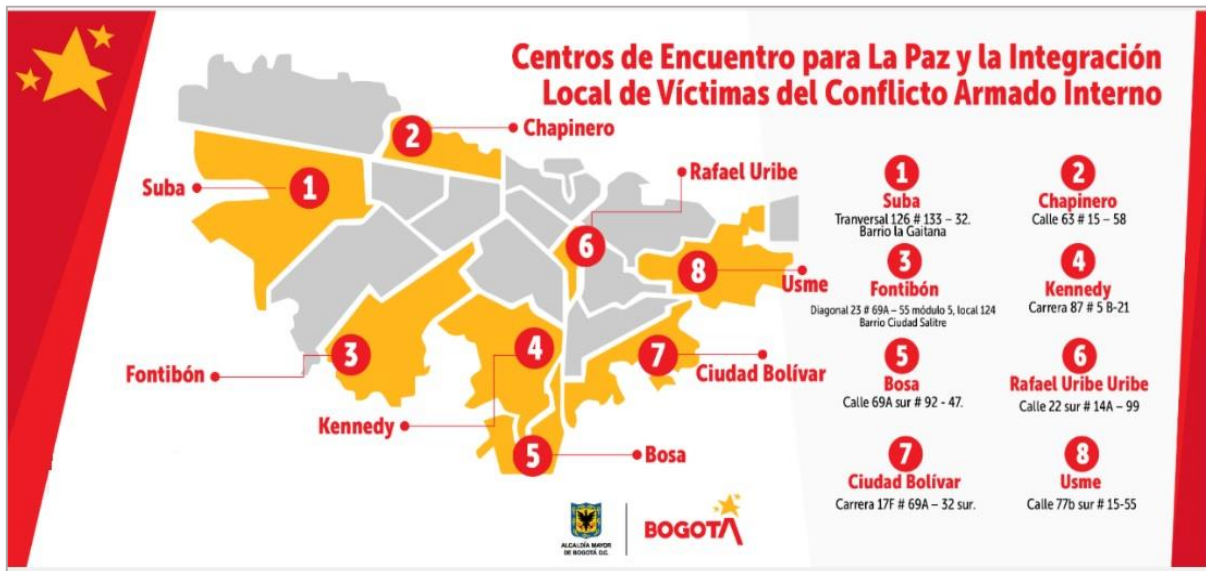 Centros de Encuentro para La Paz y la Integración
Local de Víctimas del Conflicto Armado Interno
2
Chapinero
Suba
1
Rafael Uribe
6
8
Usme
3
Fontibón
4
Kennedy
7
Ciudad Bolívar
5
Bosa
1
Suba
Tranversal 126 # 133 – 32.
Barrio la Gaitana
2
Chapinero
Calle 63 # 15 – 58
3
Fontibón
Diagonal 23 # 69A – 55 módulo 5, local 124
Barrio Ciudad Salitre
4
Kennedy
Carrera 87 # 5 B-21
5
Bosa
Calle 69A sur # 92 - 47.
6
Rafael Uribe Uribe
Calle 22 sur # 14A – 99
7
Ciudad Bolívar
Carrera 17F # 69A – 32 sur.
8
Usme
Calle 77b sur # 15-55
ALCALDÍA MAYOR
DE BOGOTÁ D.C.
BOGOTÁ